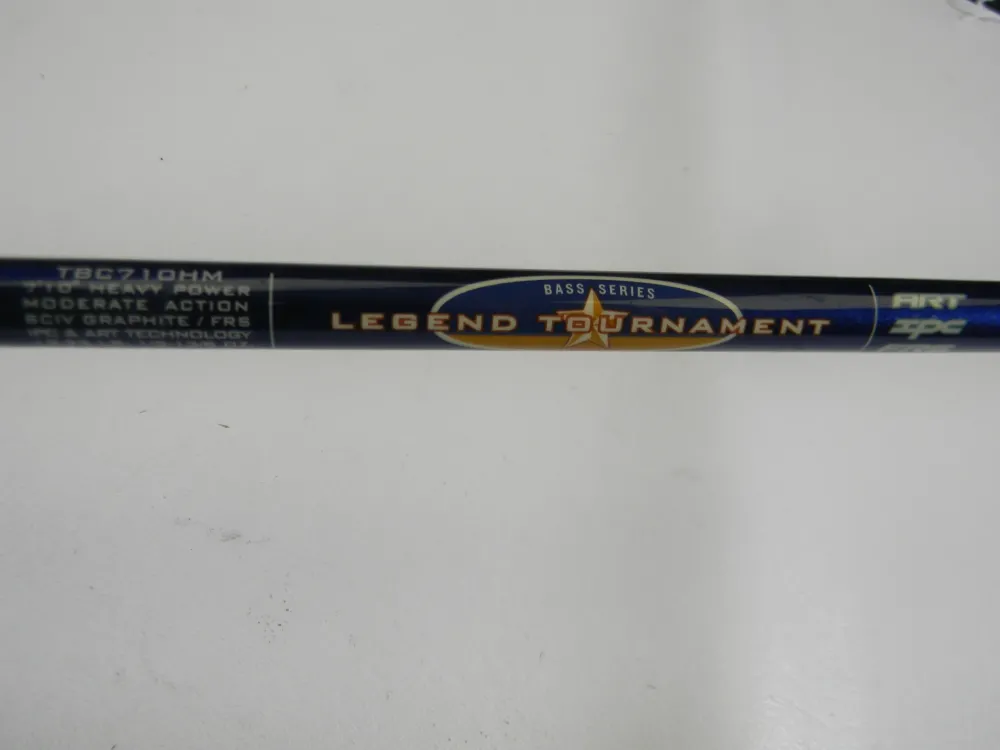 TBC710HM
7'10" HEAVY POWER
MODERATE ACTION
SCIV GRAPHITE / FRS
IPC & ART TECHNOLOGY
BASS SERIES
LEGEND TOURNAMENT
ART
IPC